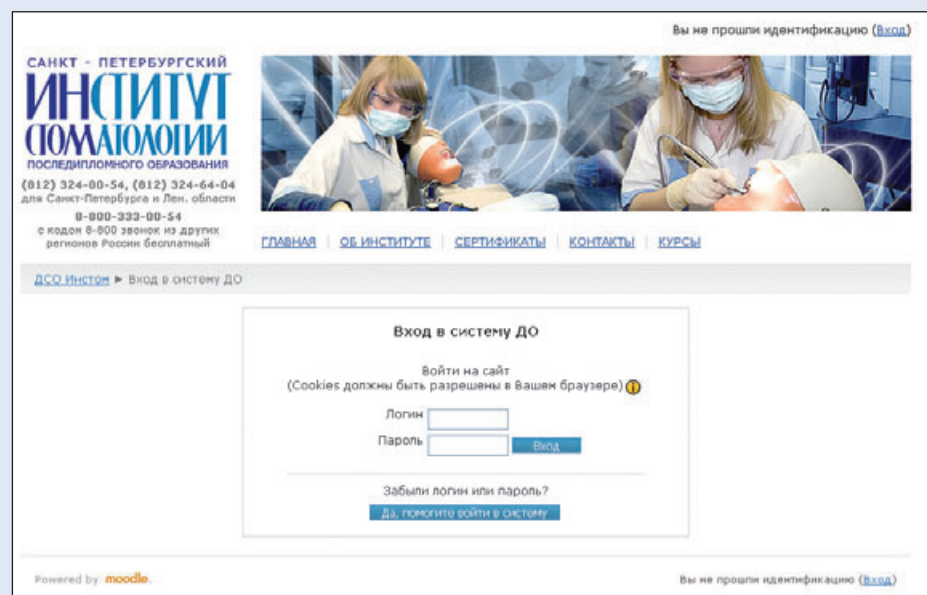 Вы не прошли идентификацию (Вход)
САНКТ - ПЕТЕРБУРГСКИЙ
ИНСТИТУТ
СТОМАТОЛОГИИ
ПОСЛЕДИПЛОМНОГО ОБРАЗОВАНИЯ
(812) 324-00-54, (812) 324-64-04
для Санкт-Петербурга и Лен. области
8-800-333-00-54
с кодом 8-800 звонок из других
регионов России бесплатный
ГЛАВНАЯ ОБ ИНСТИТУТЕ СЕРТИФИКАТЫ КОНТАКТЫ КУРСЫ
ДСО Инстом ► Вход в систему ДО
Вход в систему ДО
Войти на сайт
(Cookies должны быть разрешены в Вашем браузере)
Логин
Пароль Вход
Забыли логин или пароль?
Да, помогите войти в систему
Powered by moodle.
Вы не прошли идентификацию (Вход)